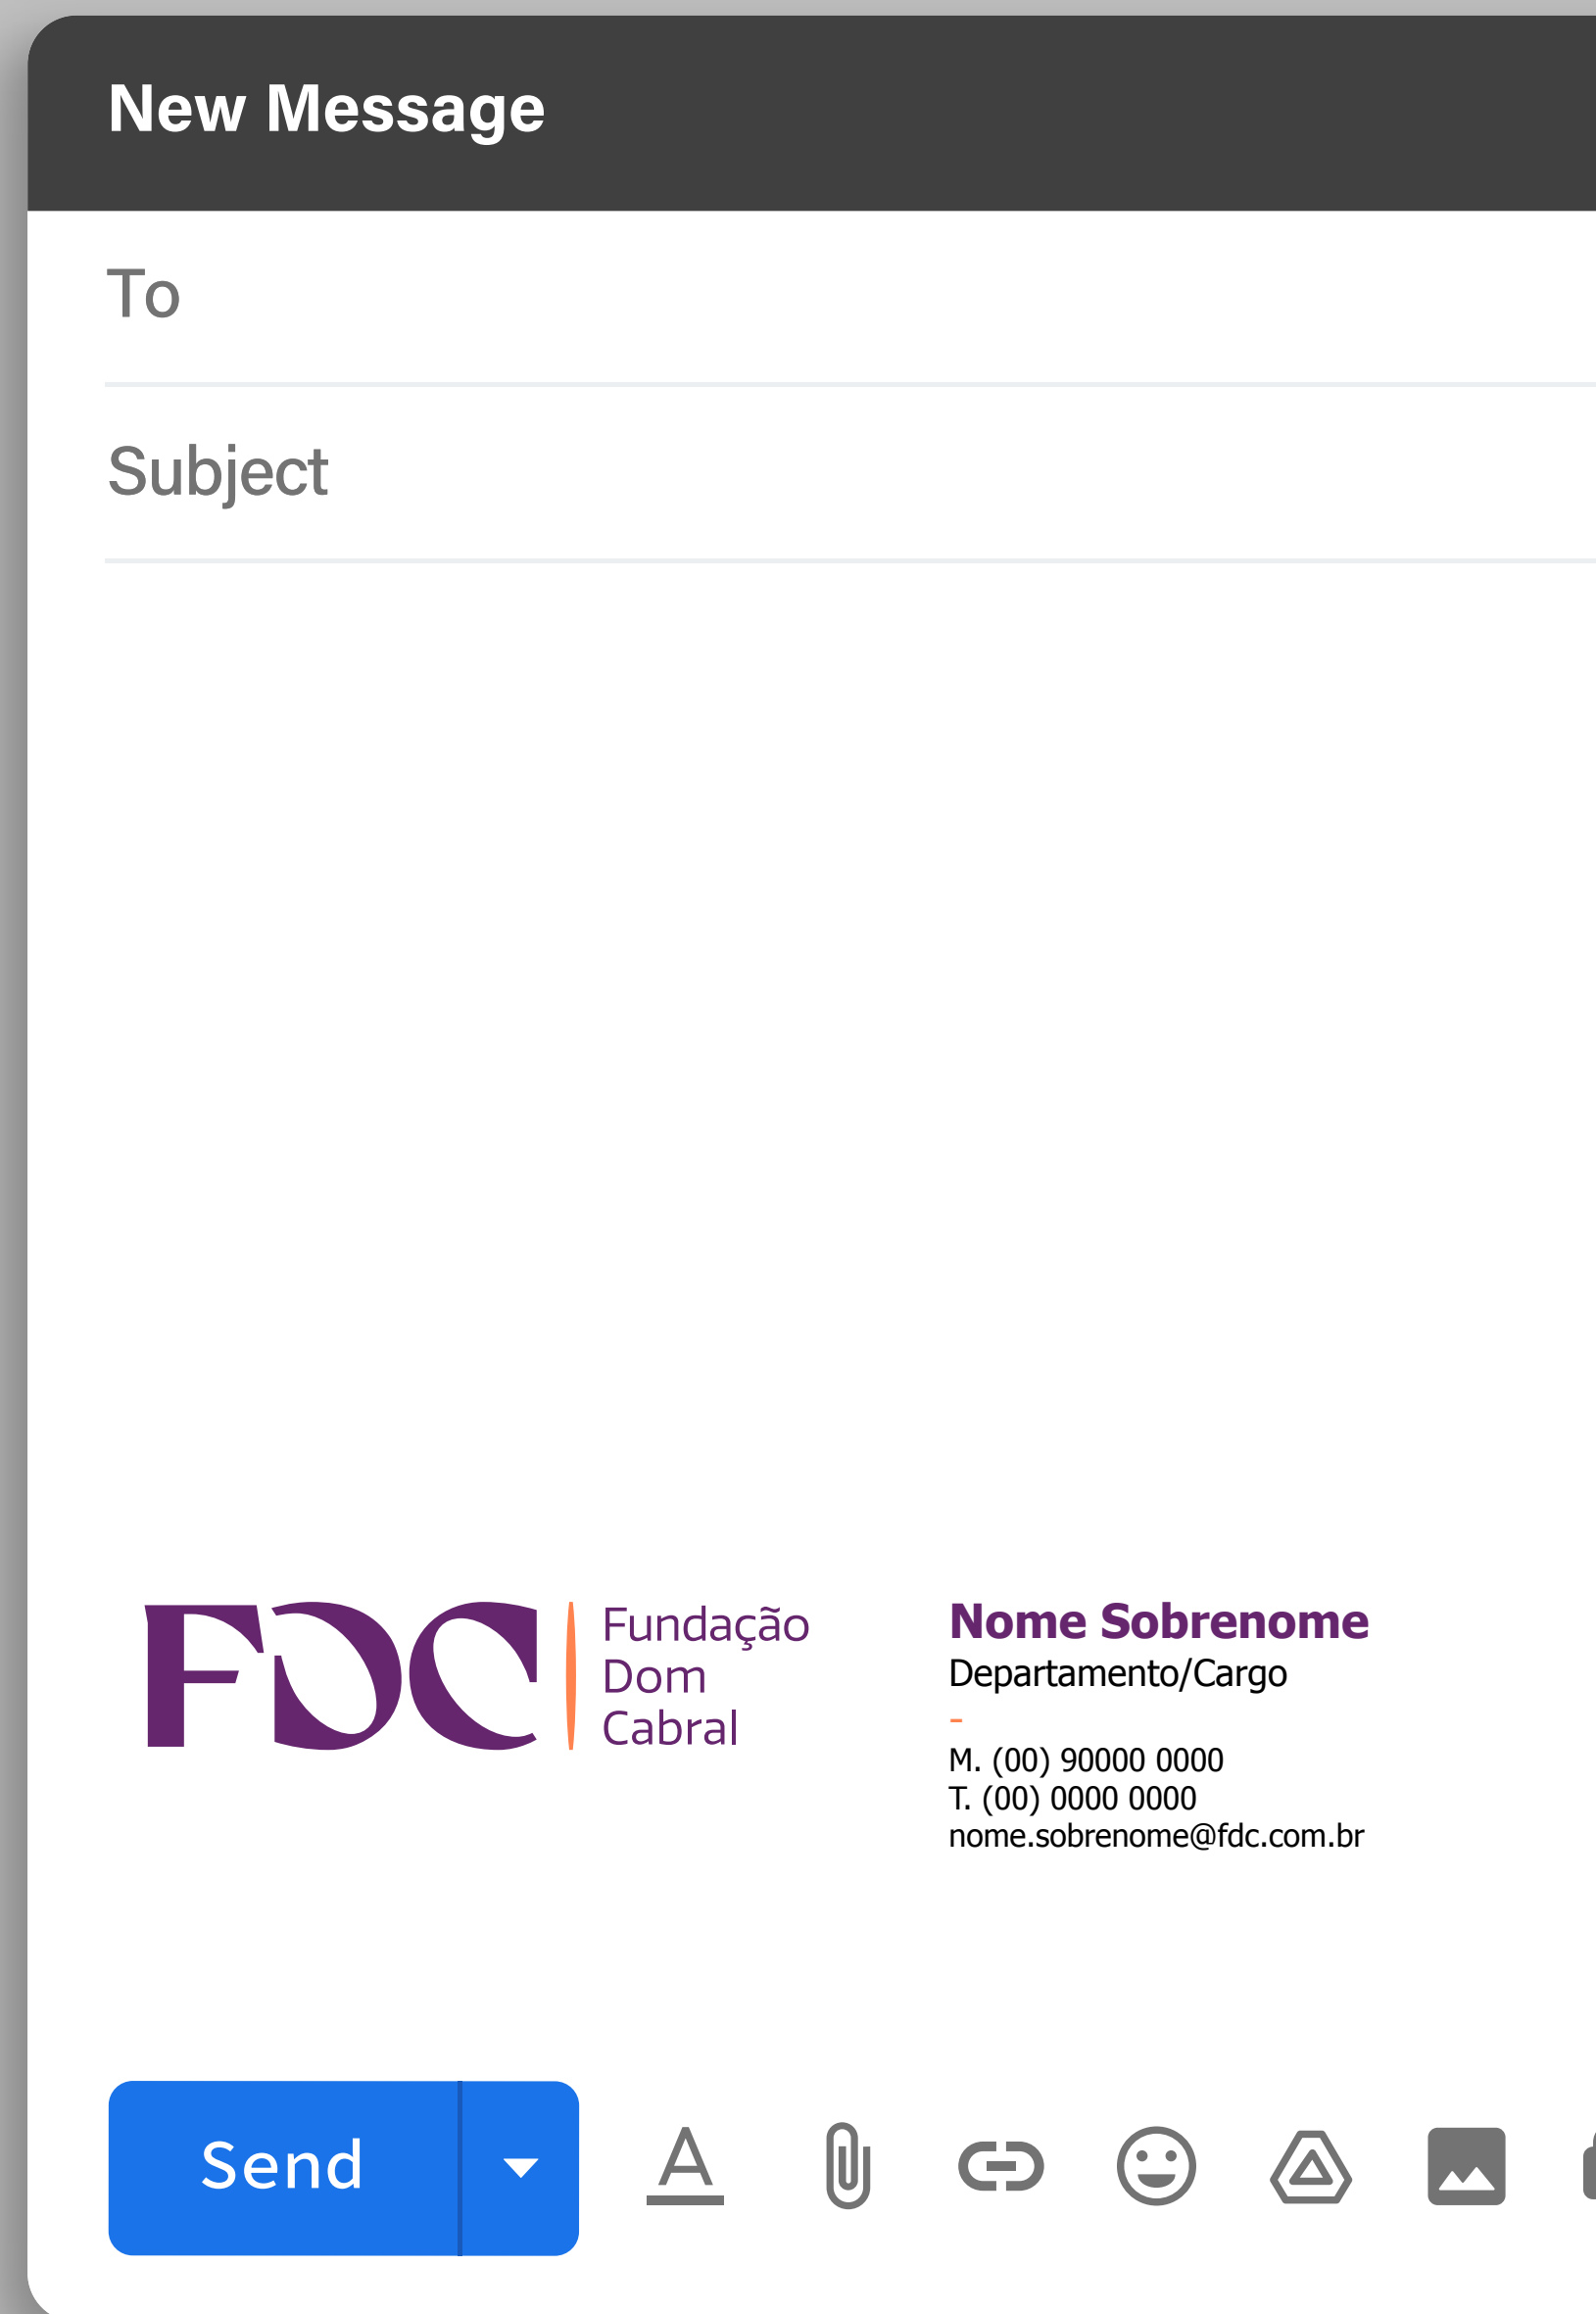 New Message
To
Subject
FDC
Fundação
Dom
Cabral
Nome Sobrenome
Departamento/Cargo
-
M. (00) 90000 0000
T. (00) 0000 0000
nome.sobrenome@fdc.com.br
Send